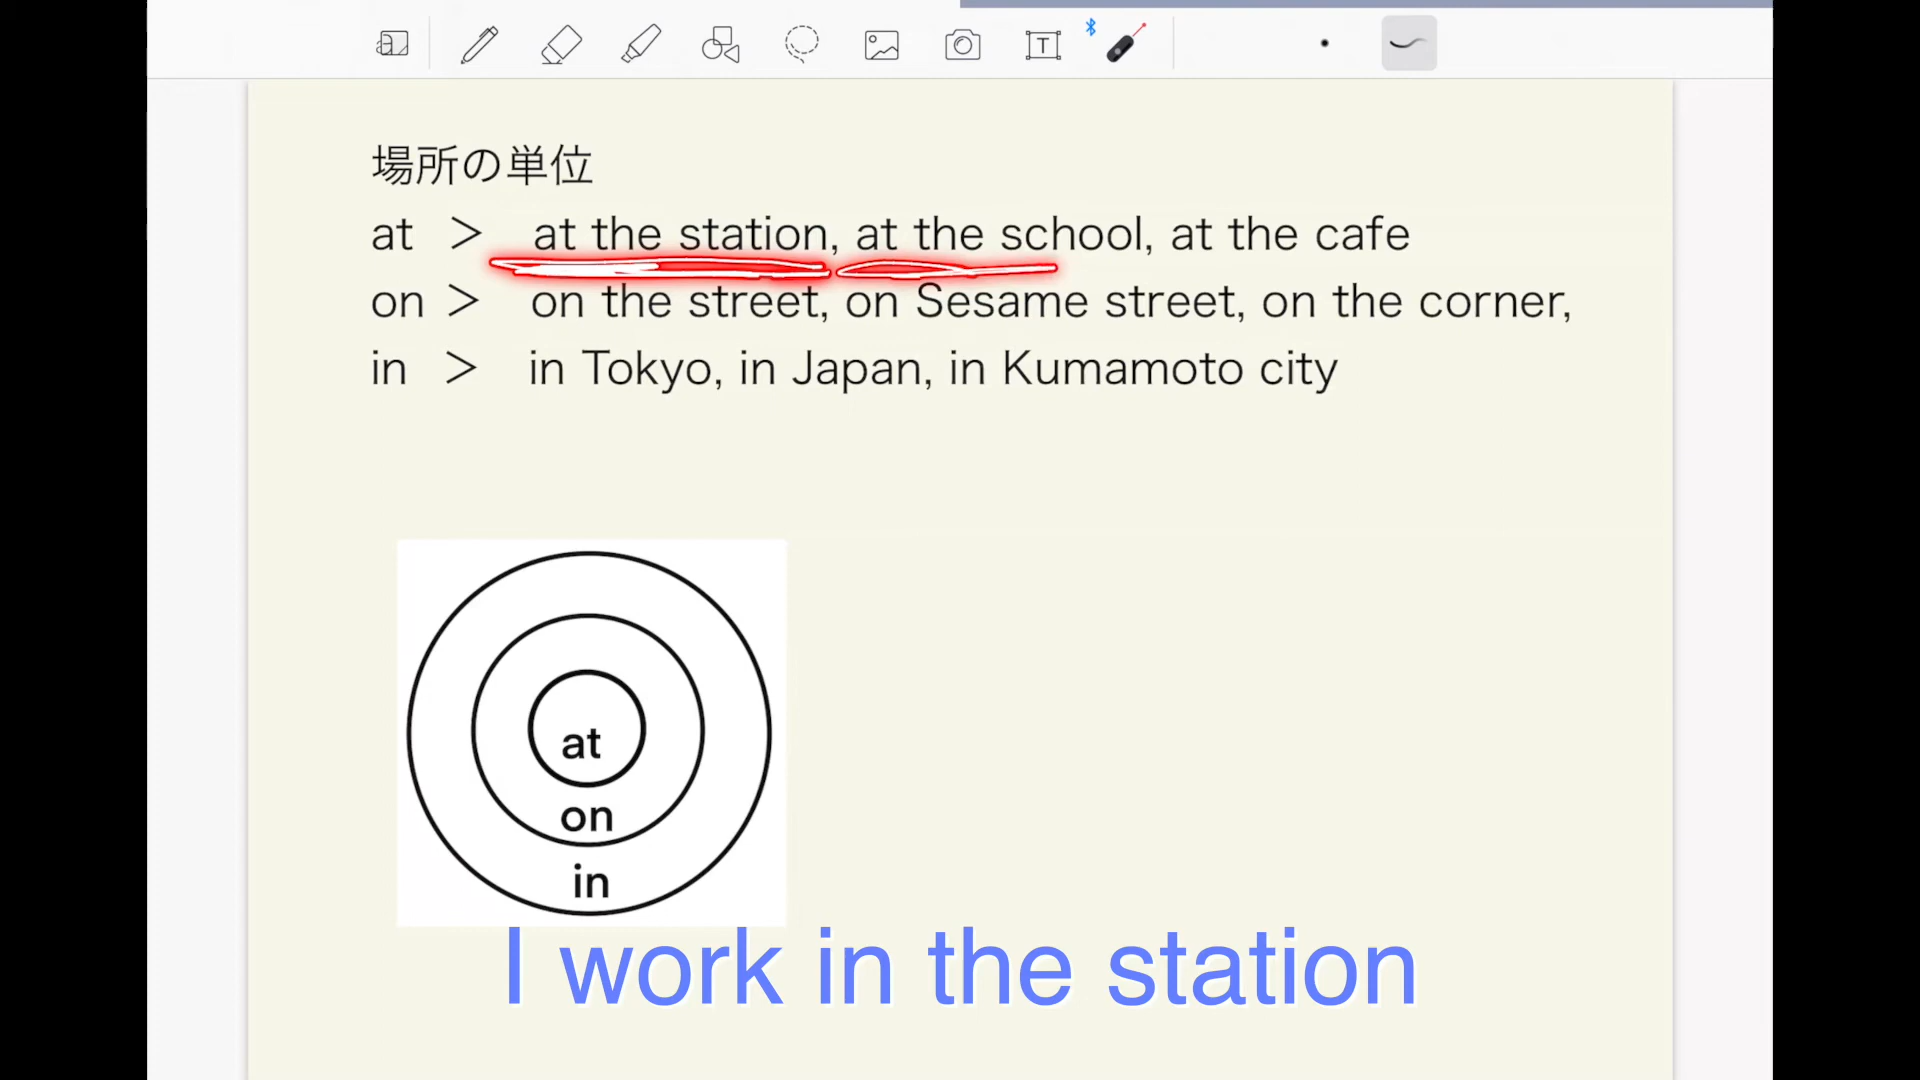 場所の単位
at > at the station, at the school, at the cafe
on > on the street, on Sesame street, on the corner,
in > in Tokyo, in Japan, in Kumamoto city
at
on
in
I work in the station